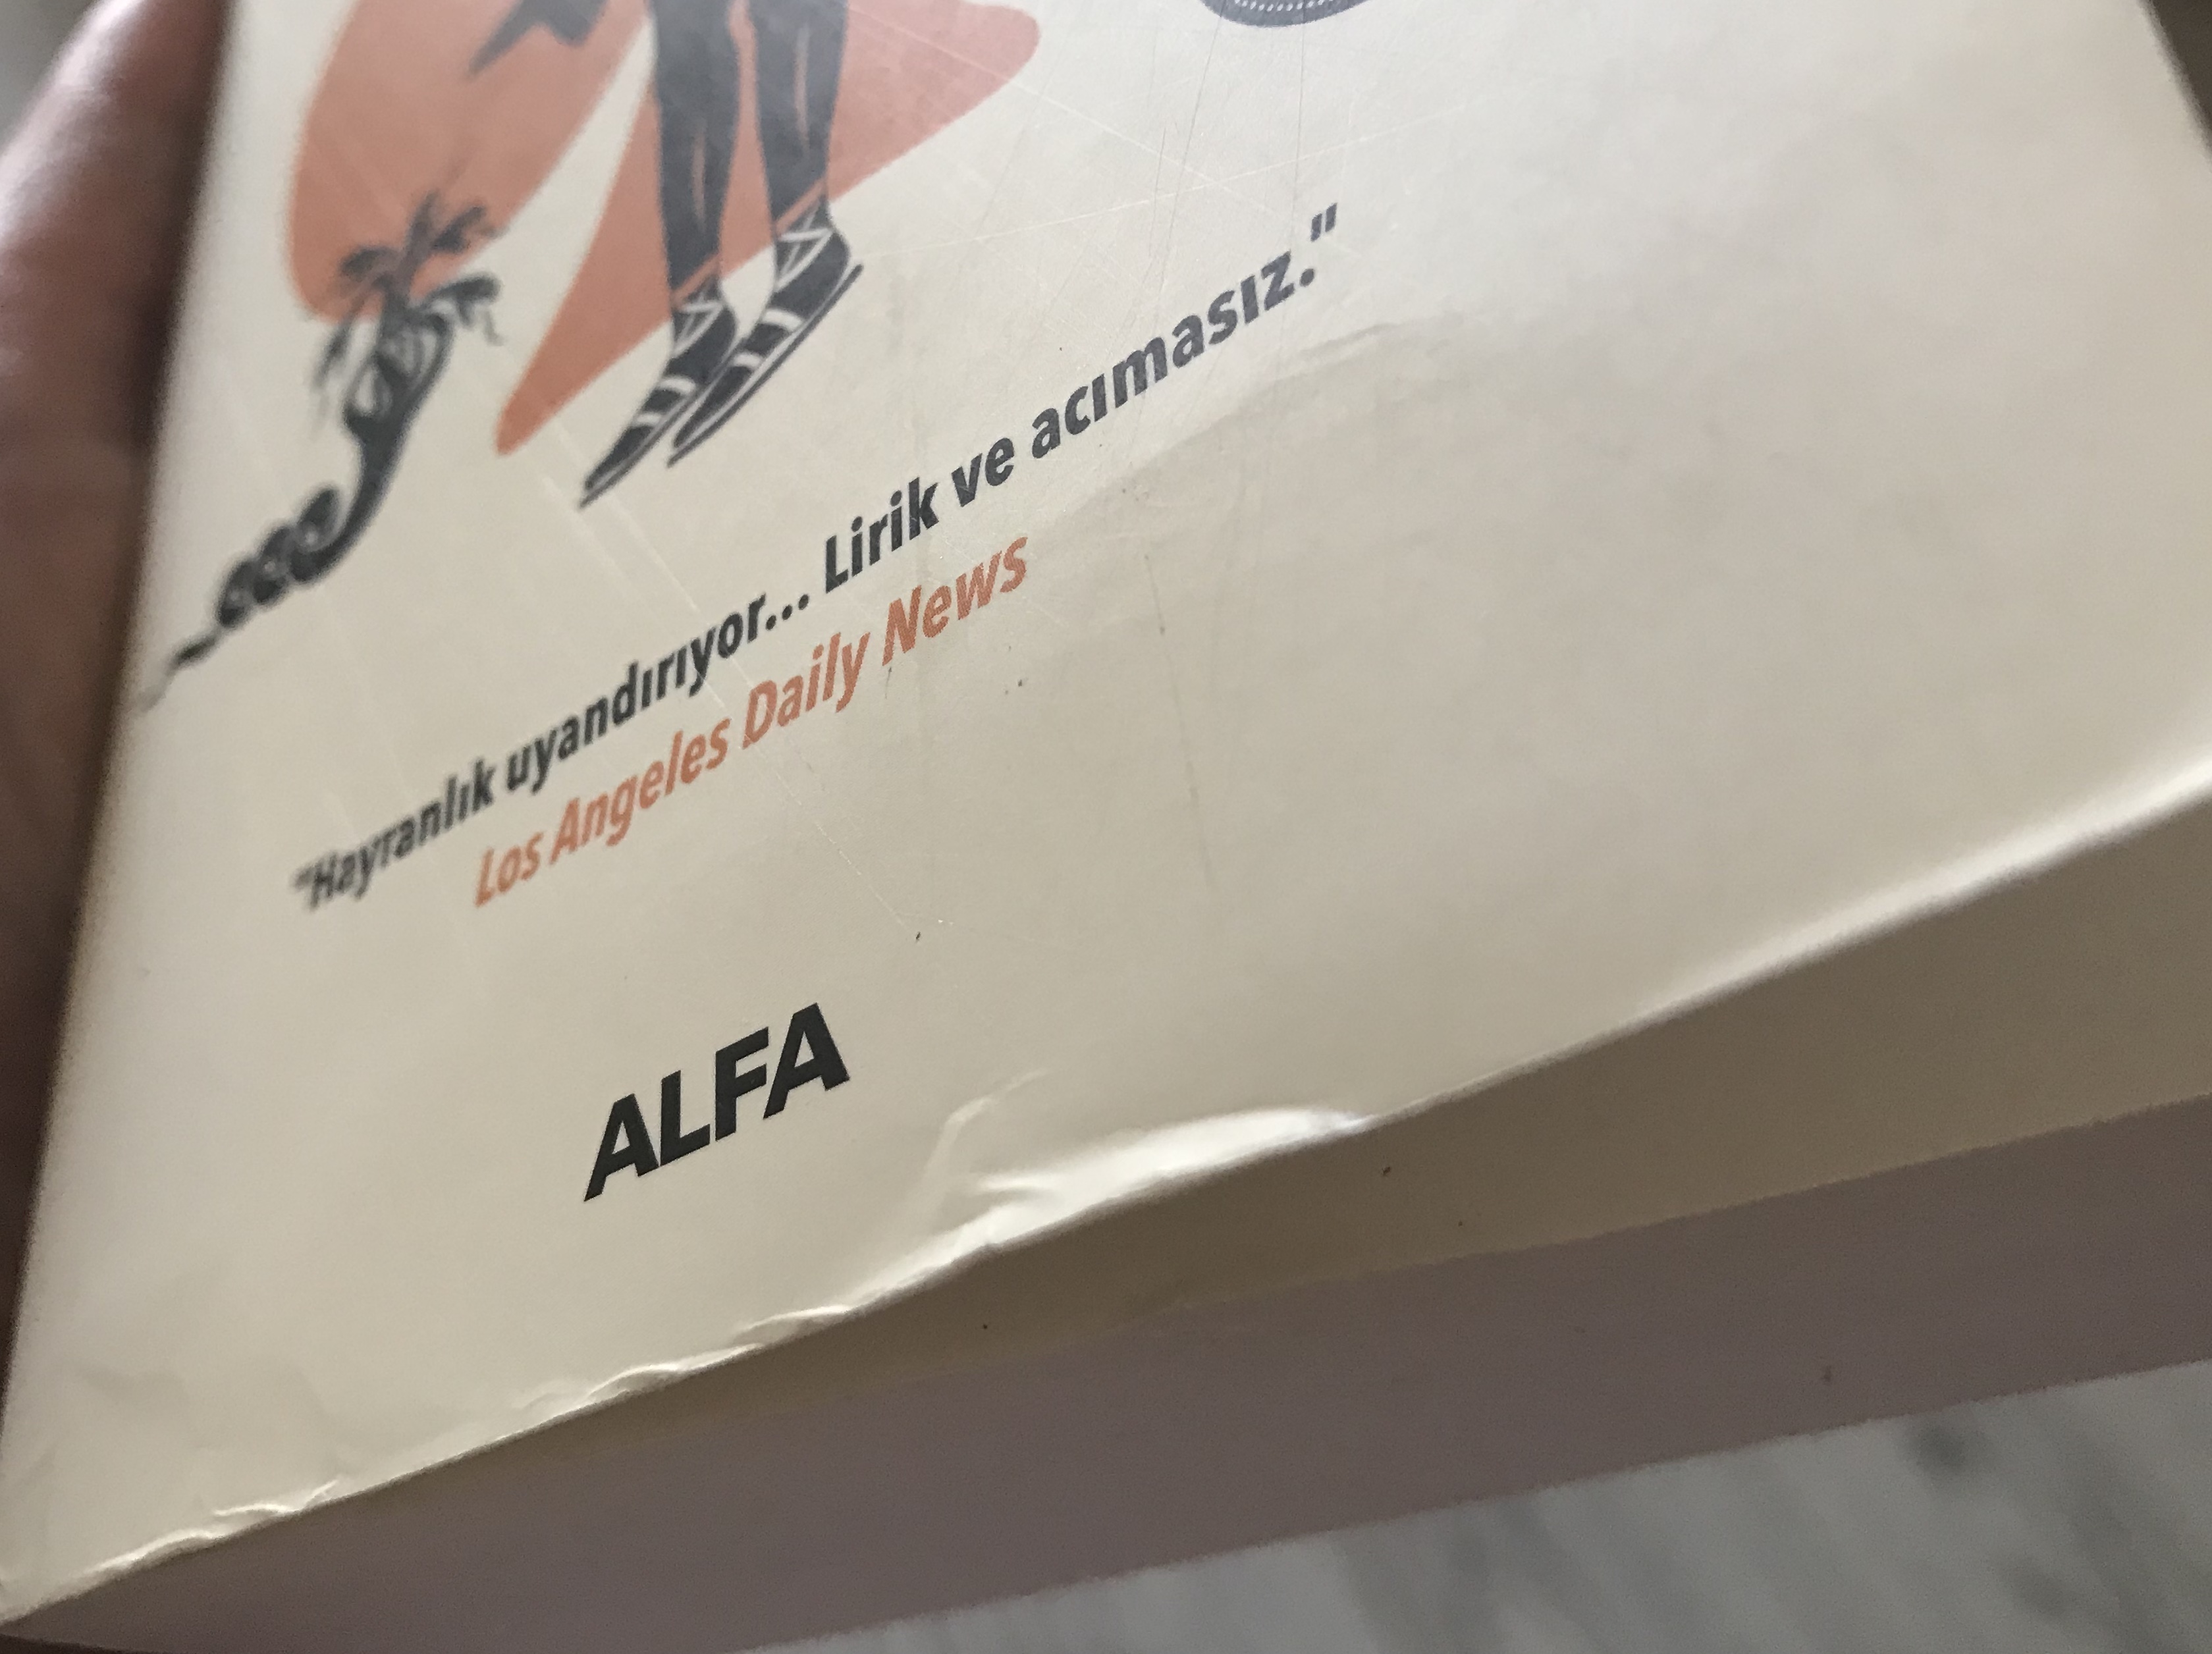 "Hayranlık uyandırıyor... Lirik ve acımasız."
Los Angeles Daily News
ALFA